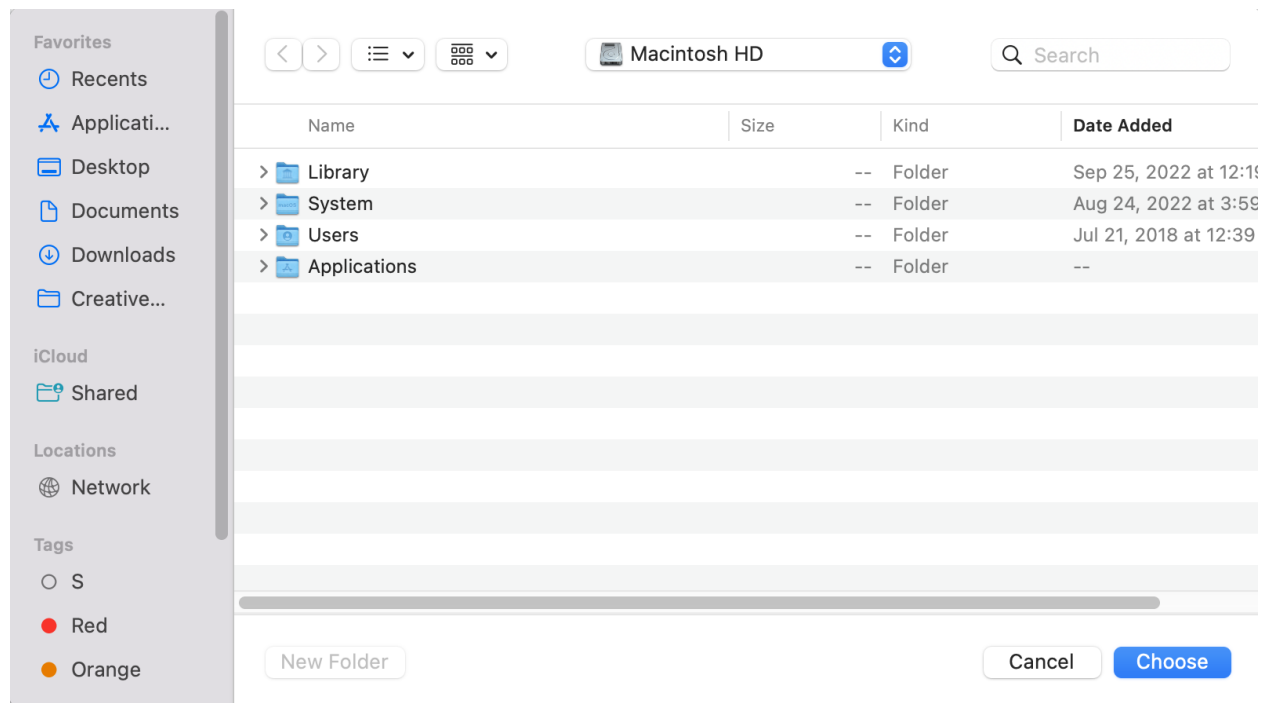 Favorites
Recents
Applicati...
Desktop
Documents
Downloads
Creative...
iCloud
Shared
Locations
Network
Tags
S
Red
Orange
Macintosh HD
Search
Name Size Kind Date Added
Library -- Folder Sep 25, 2022 at 12:19
System -- Folder Aug 24, 2022 at 3:59
Users -- Folder Jul 21, 2018 at 12:39
Applications -- Folder --
New Folder Cancel Choose